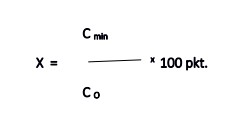 C min
X = x 100 pkt.
C o